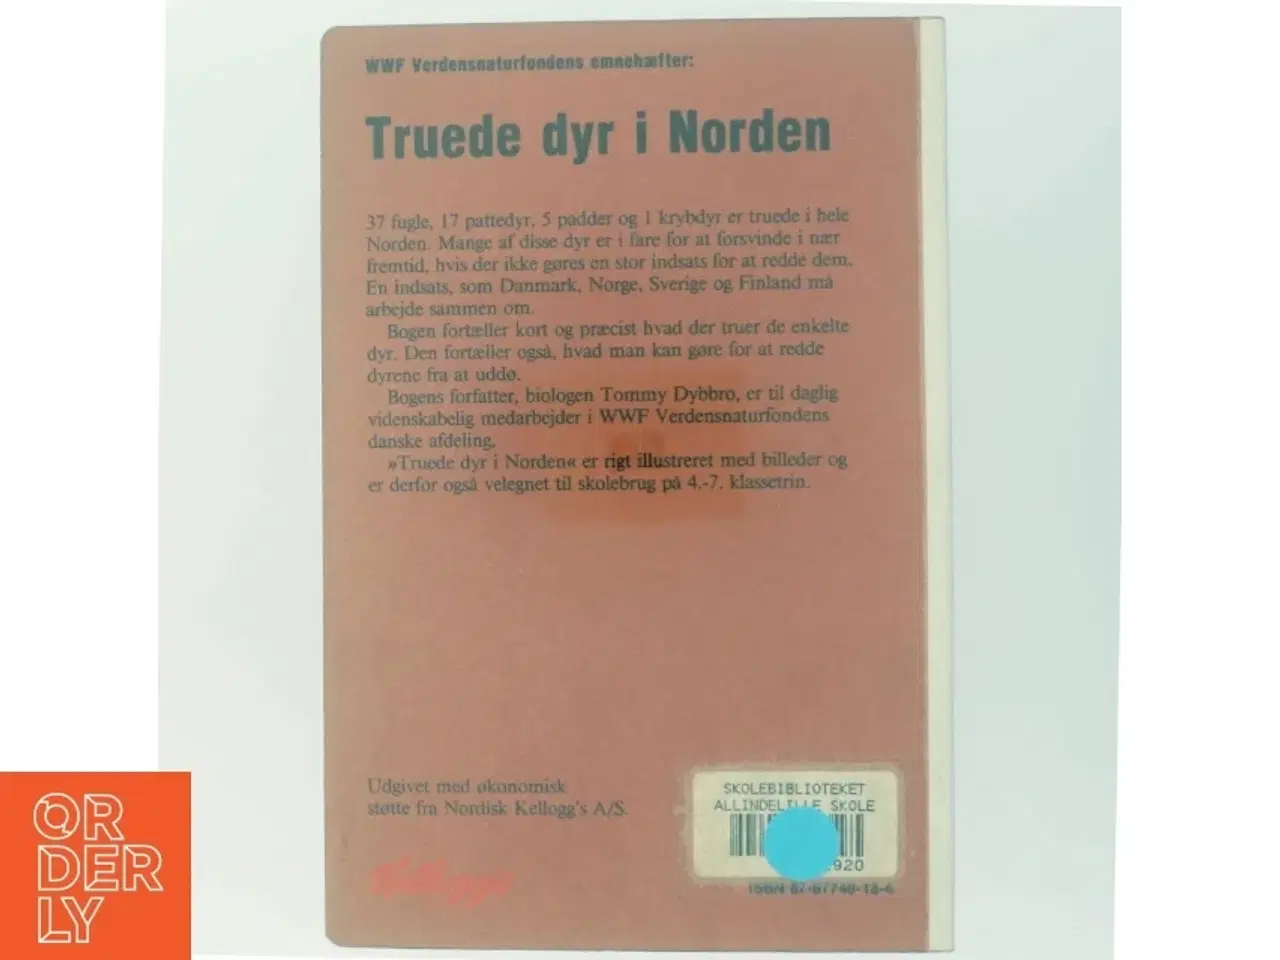 WWF Verdensnaturfondens emnehæfter:
Truede dyr i Norden
37 fugle, 17 pattedyr, 5 padder og 1 krybdyr er truede i hele
Norden. Mange af disse dyr er i fare for at forsvinde i nær
fremtid, hvis der ikke gøres en stor indsats for at redde dem.
En indsats, som Danmark, Norge, Sverige og Finland må
arbejde sammen om.
Bogen fortæller kort og præcist hvad der truer de enkelte
dyr. Den fortæller også, hvad man kan gøre for at redde
dyrene fra at uddø.
Bogens forfatter, biologen Tommy Dybbro, er til daglig
videnskabelig medarbejder i WWF Verdensnaturfondens
danske afdeling.
»Truede dyr i Norden« er rigt illustreret med billeder og
er derfor også velegnet til skolebrug på 4.-7. klassetrin.
Udgivet med økonomisk
støtte fra Nordisk Kellogg's A/S.
Kellogg's
SKOLEBIBLIOTEKET
ALLINDELILLE SKOLE
920
ISBN 87-87740-
OR
DER
LY